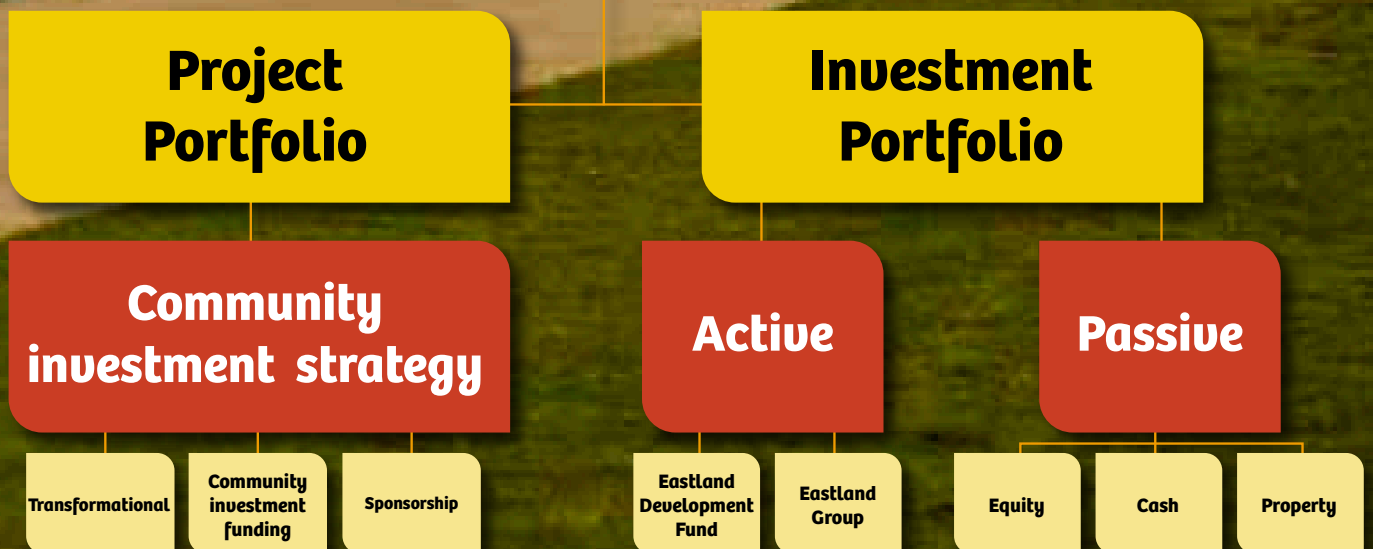 Project
Portfolio
Investment
Portfolio
Community
investment strategy
Active
Passive
Transformational
Community
investment
funding
Sponsorship
Eastland
Development
Fund
Eastland
Group
Equity
Cash
Property